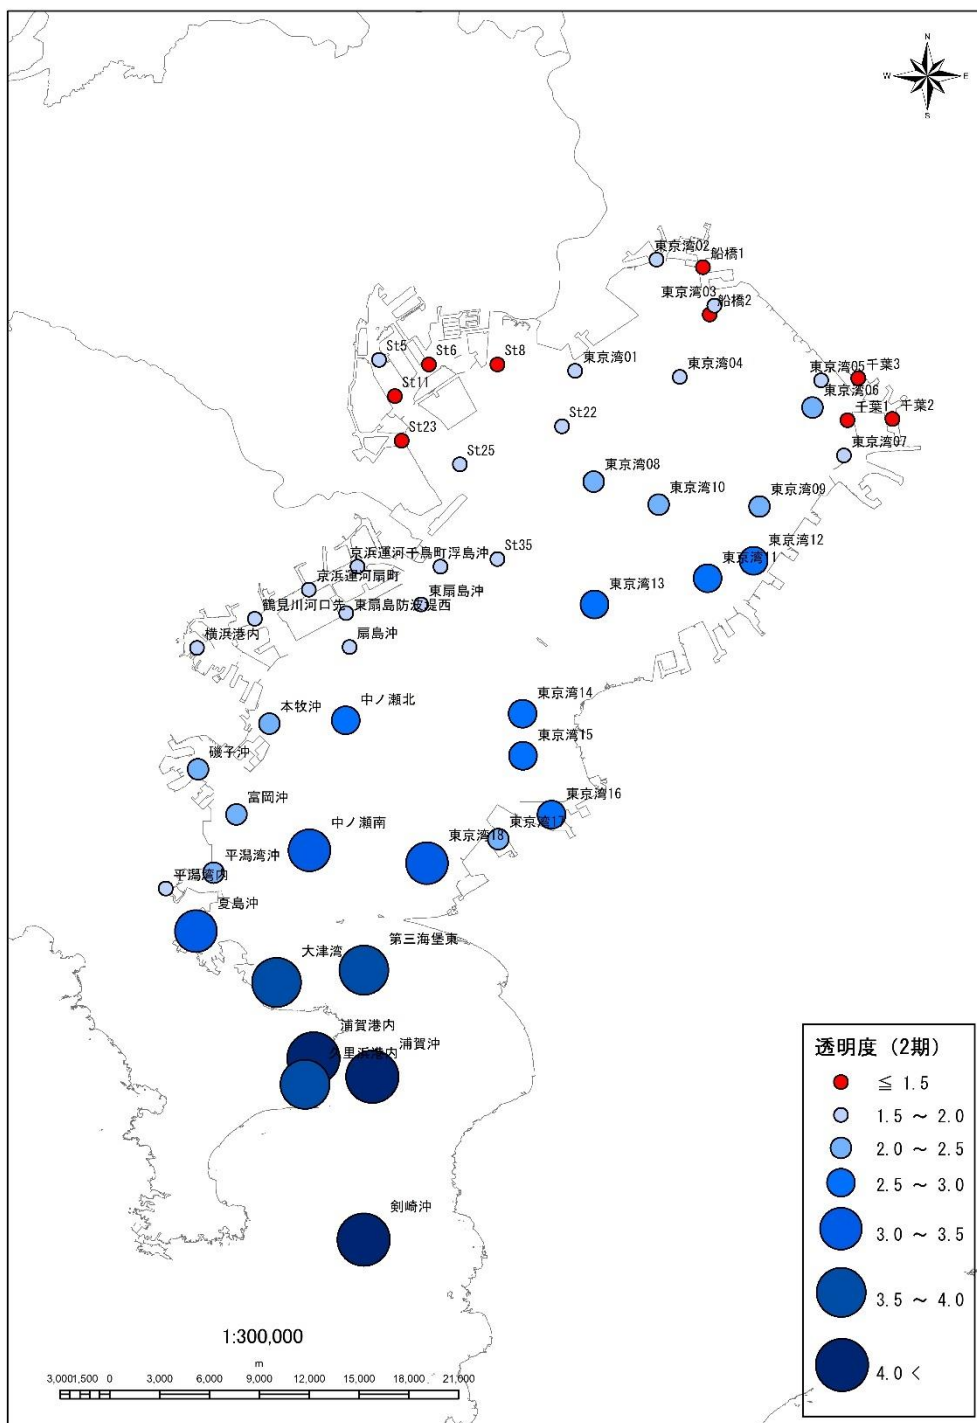 N
W
E
S
東京湾02
船橋1
東京湾03
船橋2
St5
St6
St8
東京湾01
東京湾04
東京湾05
千葉3
東京湾06
St11
千葉1
千葉2
St22
St23
St25
東京湾07
東京湾08
東京湾10
東京湾09
東京湾12
St35
京浜運河千鳥町
浮島沖
東京湾11
京浜運河扇町
東扇島沖
東京湾13
鶴見川河口先
東扇島防波堤西
横浜港内
扇島沖
本牧沖
中ノ瀬北
東京湾14
磯子沖
東京湾15
富岡沖
東京湾16
中ノ瀬南
東京湾17
東京湾18
平潟湾沖
平潟湾内
夏島沖
大津湾
第三海堡東
浦賀港内
浦賀沖
久里浜港内
剣崎沖
透明度 (2期)
≦ 1.5
1.5 ～ 2.0
2.0 ～ 2.5
2.5 ～ 3.0
3.0 ～ 3.5
3.5 ～ 4.0
4.0 <
1:300,000
m
3,000 1,500 0 3,000 6,000 9,000 12,000 15,000 18,000 21,000